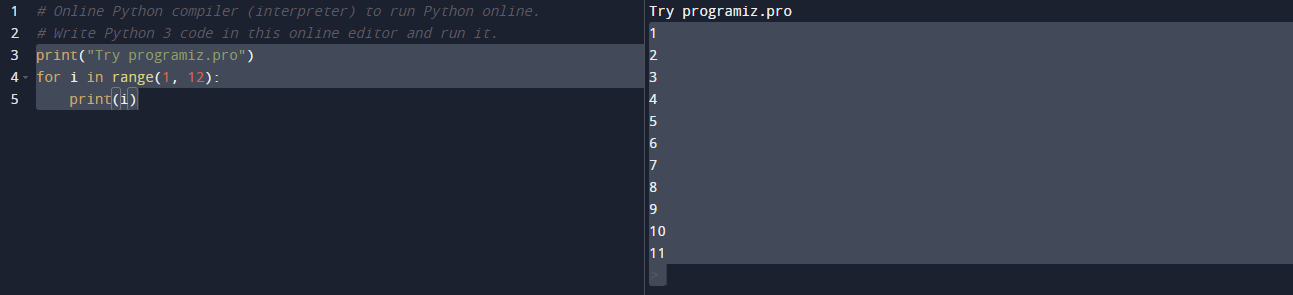 1 # Online Python compiler (interpreter) to run Python online.
2 # Write Python 3 code in this online editor and run it.
3 print("Try programiz.pro")
4 for i in range(1, 12):
5     print(i)
Try programiz.pro
1
2
3
4
5
6
7
8
9
10
11
>